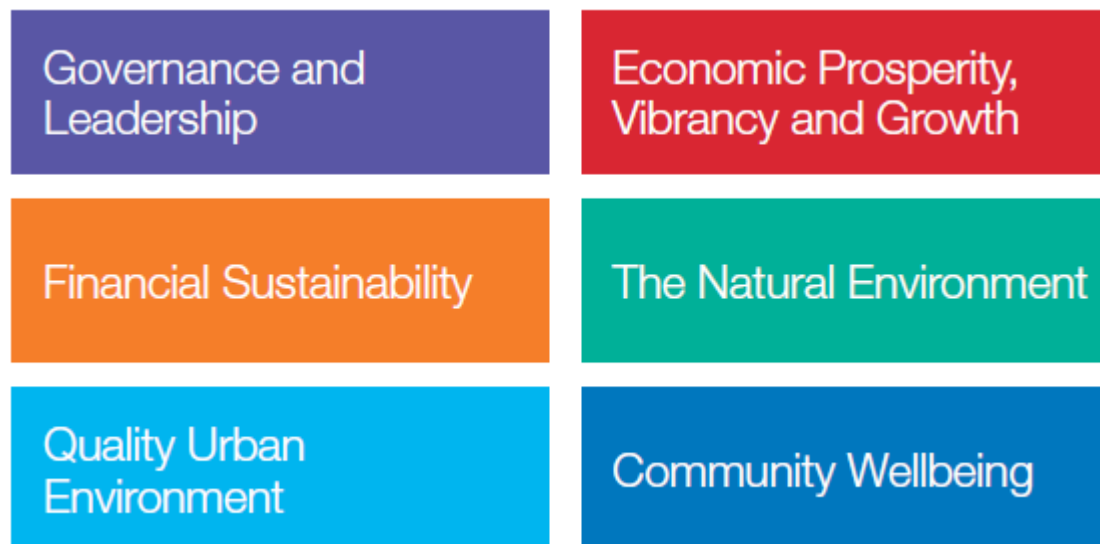 Governance and
Leadership
Economic Prosperity,
Vibrancy and Growth
Financial Sustainability
The Natural Environment
Quality Urban
Environment
Community Wellbeing